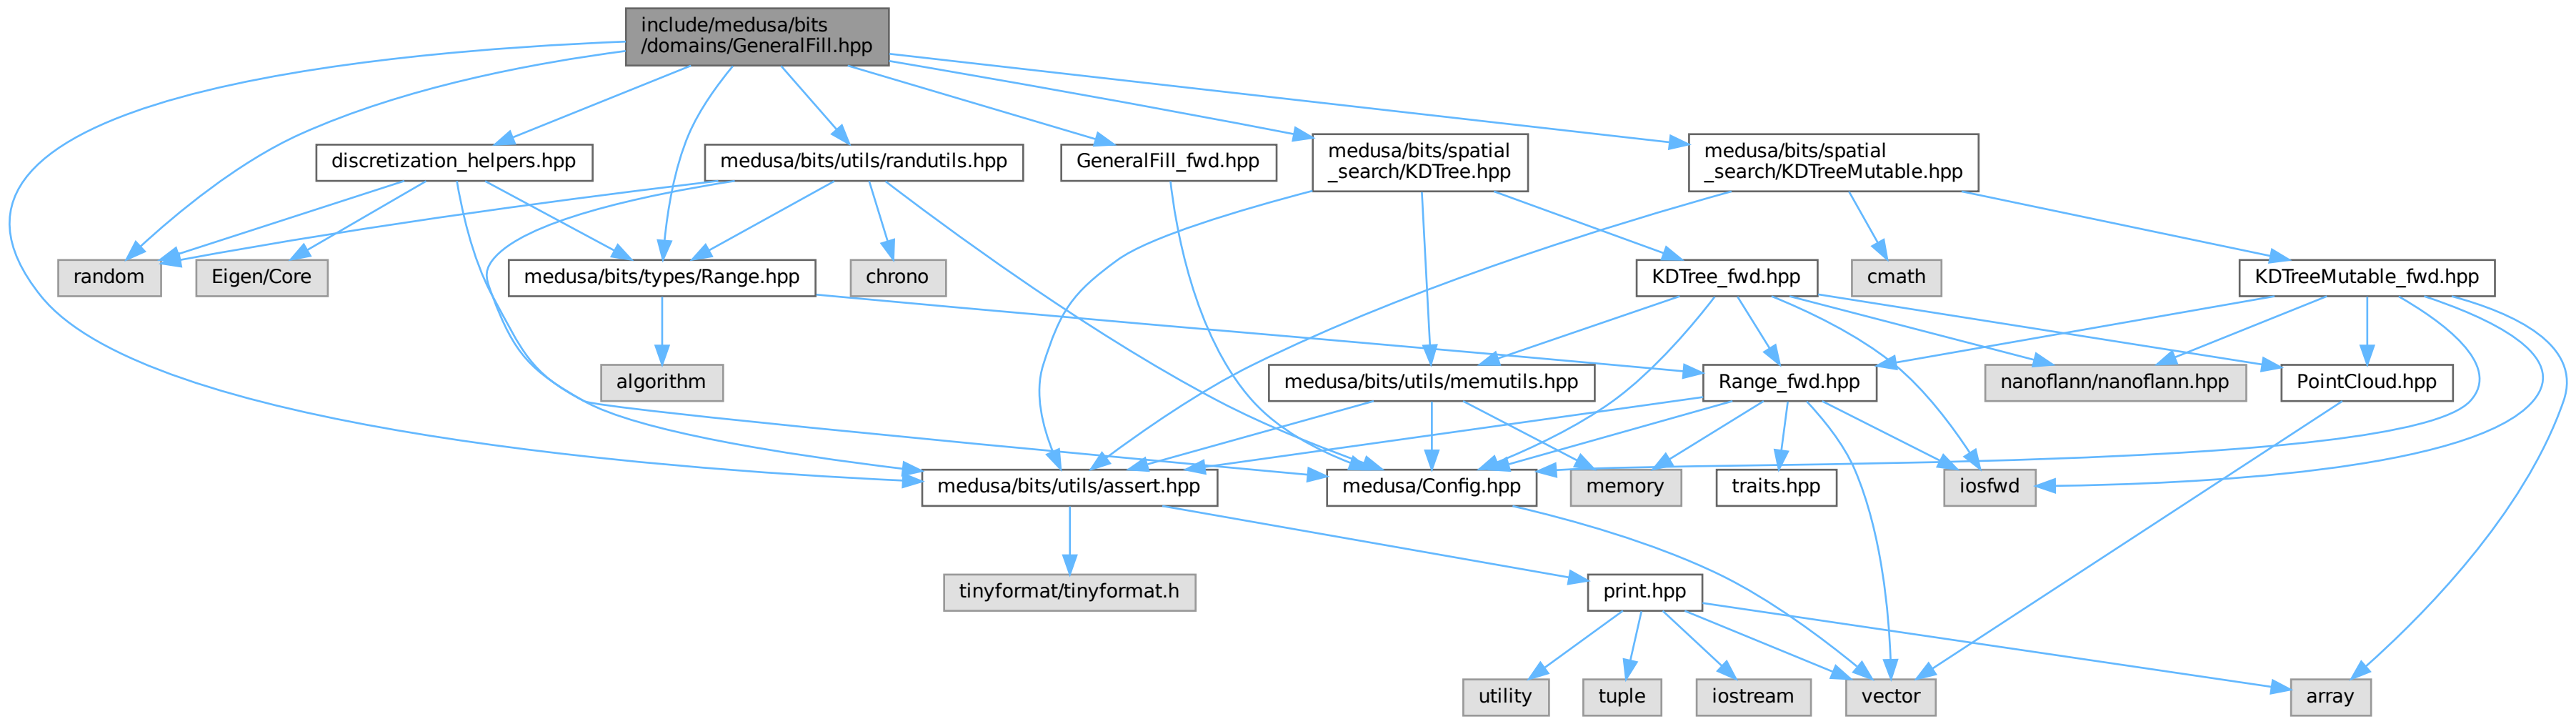 include/medusa/bits
/domains/GeneralFill.hpp
discretization_helpers.hpp
medusa/bits/utils/randutils.hpp
GeneralFill_fwd.hpp
medusa/bits/spatial
_search/KDTree.hpp
medusa/bits/spatial
_search/KDTreeMutable.hpp
random
Eigen/Core
medusa/bits/types/Range.hpp
chrono
KDTree_fwd.hpp
cmath
KDTreeMutable_fwd.hpp
algorithm
medusa/bits/utils/memutils.hpp
Range_fwd.hpp
nanoflann/nanoflann.hpp
PointCloud.hpp
medusa/bits/utils/assert.hpp
medusa/Config.hpp
memory
traits.hpp
iosfwd
tinyformat/tinyformat.h
print.hpp
utility
tuple
iostream
vector
array